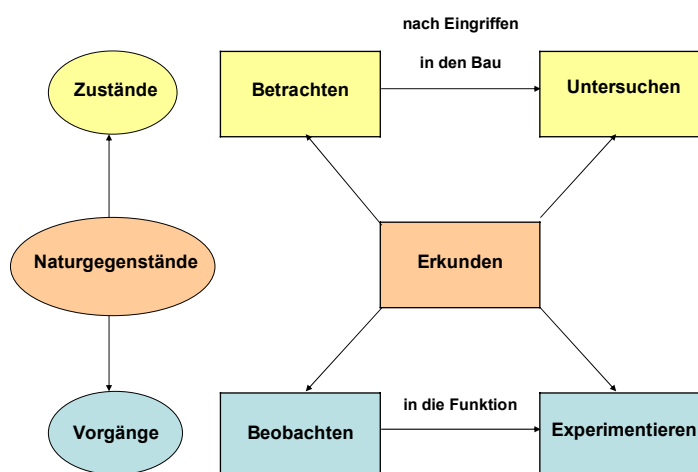 nach Eingriffen
in den Bau
Zustände
Betrachten
Untersuchen
Naturgegenstände
Erkunden
in die Funktion
Vorgänge
Beobachten
Experimentieren